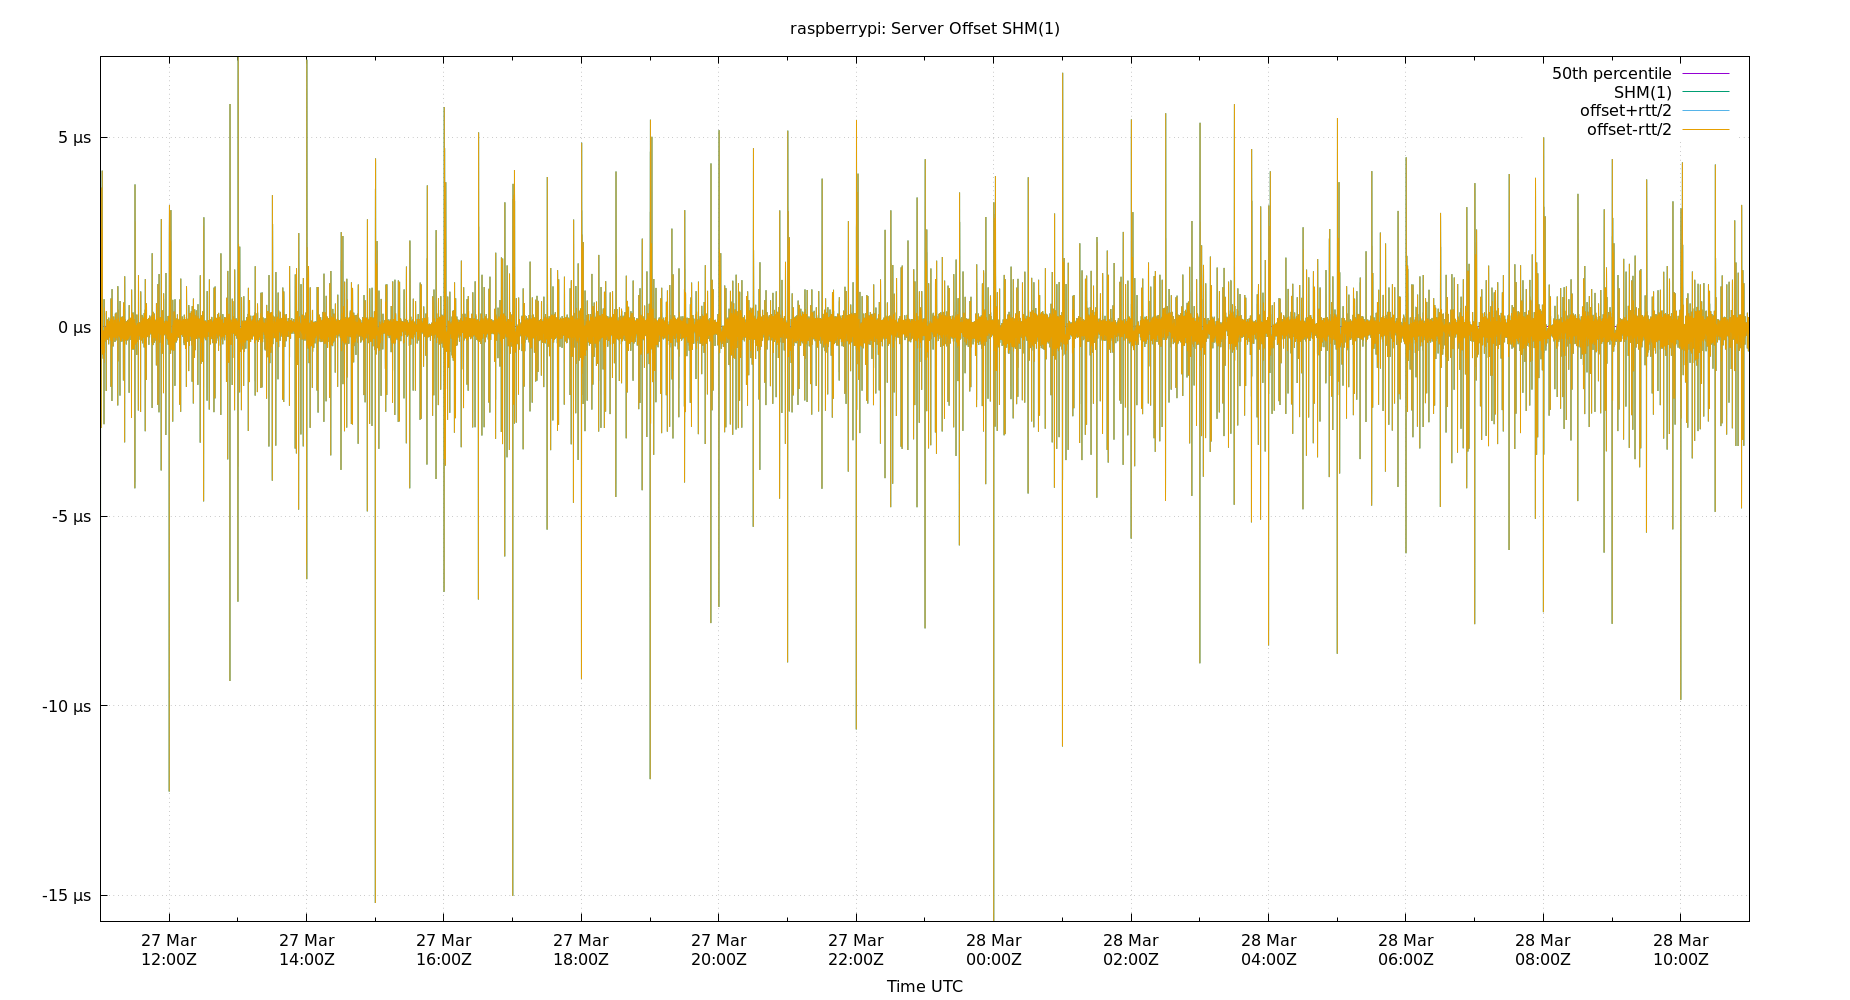 raspberrypi: Server Offset SHM(1)
50th percentile
SHM(1)
offset+rtt/2
offset-rtt/2
5 µs
0 µs
-5 µs
-10 µs
-15 µs
27 Mar 27 Mar 27 Mar 27 Mar 27 Mar 27 Mar 28 Mar 28 Mar 28 Mar 28 Mar 28 Mar 28 Mar
12:00Z 14:00Z 16:00Z 18:00Z 20:00Z 22:00Z 00:00Z 02:00Z 04:00Z 06:00Z 08:00Z 10:00Z
Time UTC